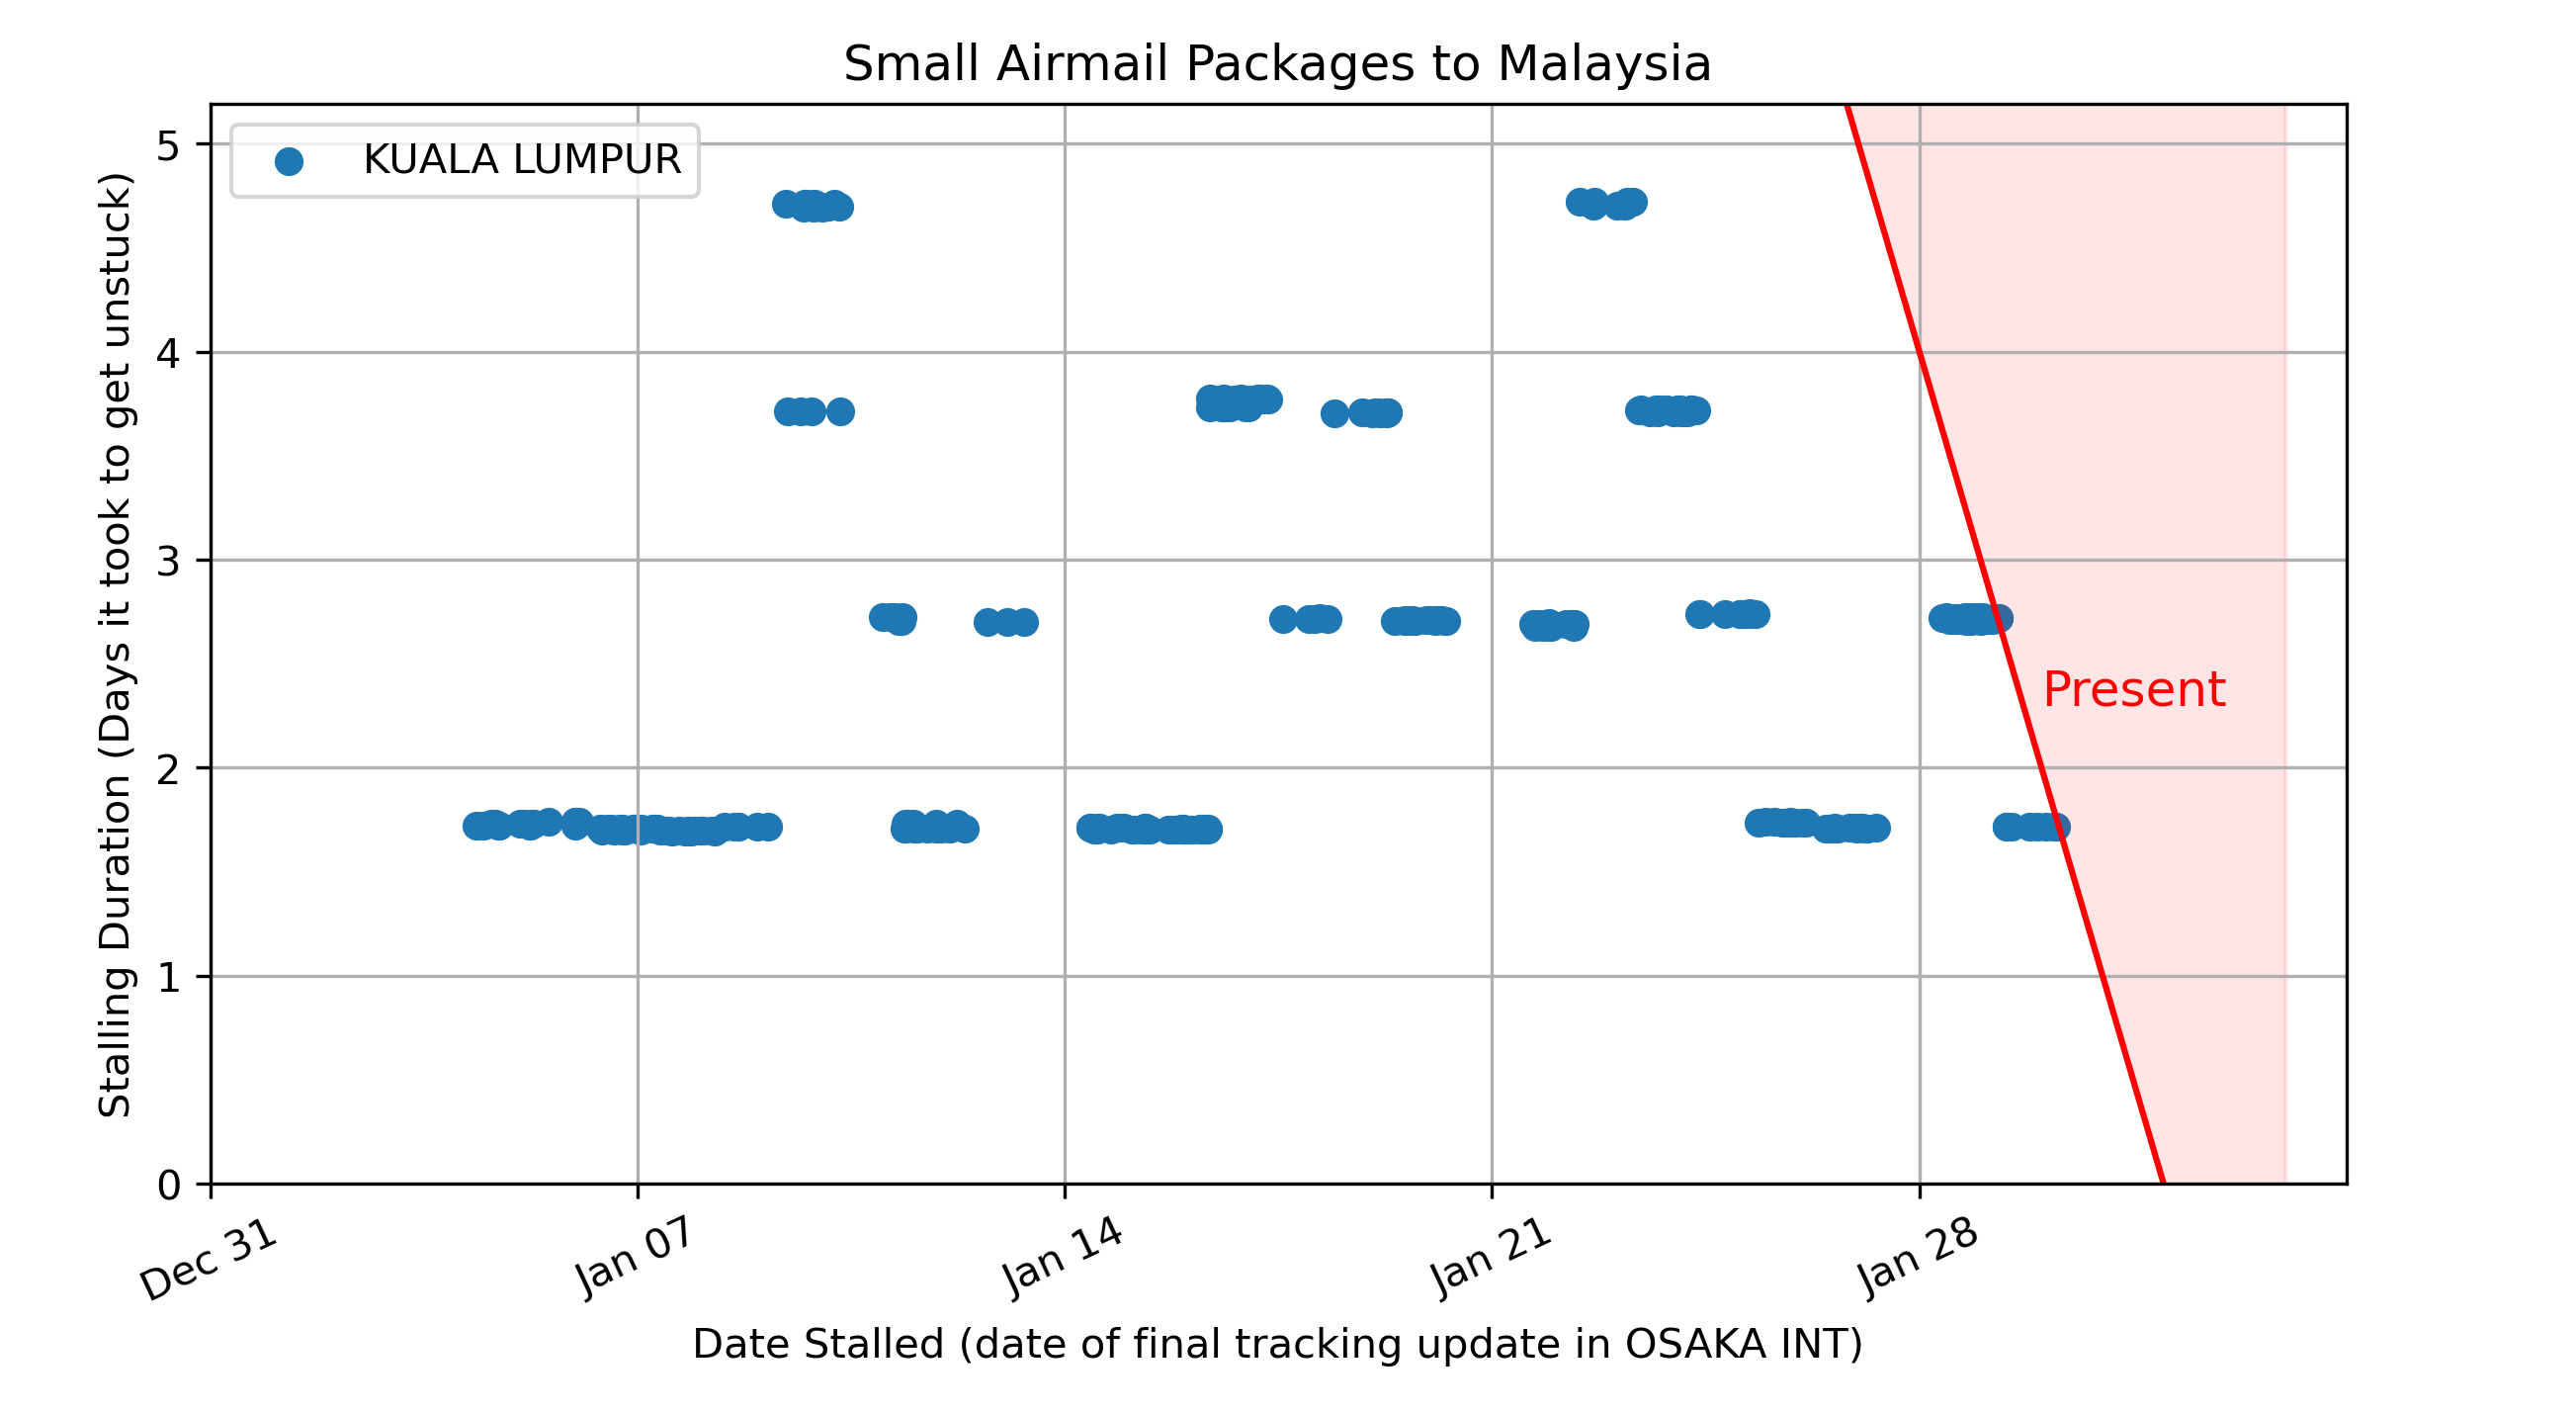 Small Airmail Packages to Malaysia
KUALA LUMPUR
5
4
3
2
1
0
Stalling Duration (Days it took to get unstuck)
Present
Dec 31
Jan 07
Jan 14
Jan 21
Jan 28
Date Stalled (date of final tracking update in OSAKA INT)